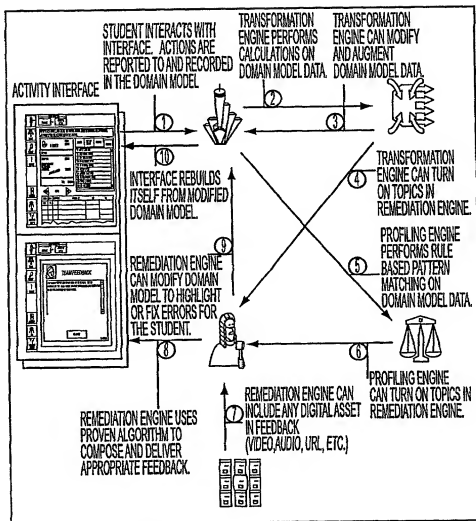 STUDENT INTERACTS WITH
INTERFACE. ACTIONS ARE
REPORTED TO AND RECORDED
IN THE DOMAIN MODEL
TRANSFORMATION
ENGINE PERFORMS
CALCULATIONS ON
DOMAIN MODEL DATA.
TRANSFORMATION
ENGINE CAN MODIFY
AND AUGMENT
DOMAIN MODEL DATA.
ACTIVITY INTERFACE
1
2
3
10
INTERFACE REBUILDS
ITSELF FROM MODIFIED
DOMAIN MODEL.
4
TRANSFORMATION
ENGINE CAN TURN
ON TOPICS IN
REMEDIATION ENGINE.
5
PROFILING ENGINE
PERFORMS RULE
BASED PATTERN
MATCHING ON
DOMAIN MODEL DATA.
9
REMEDIATION ENGINE
CAN MODIFY DOMAIN
MODEL TO HIGHLIGHT
OR FIX ERRORS FOR
THE STUDENT.
TEAM FEEDBACK
8
6
PROFILING ENGINE
CAN TURN ON TOPICS IN
REMEDIATION ENGINE.
7
REMEDIATION ENGINE CAN
INCLUDE ANY DIGITAL ASSET
IN FEEDBACK
(VIDEO,AUDIO, URL, ETC.)
REMEDIATION ENGINE USES
PROVEN ALGORITHM TO
COMPOSE AND DELIVER
APPROPRIATE FEEDBACK.